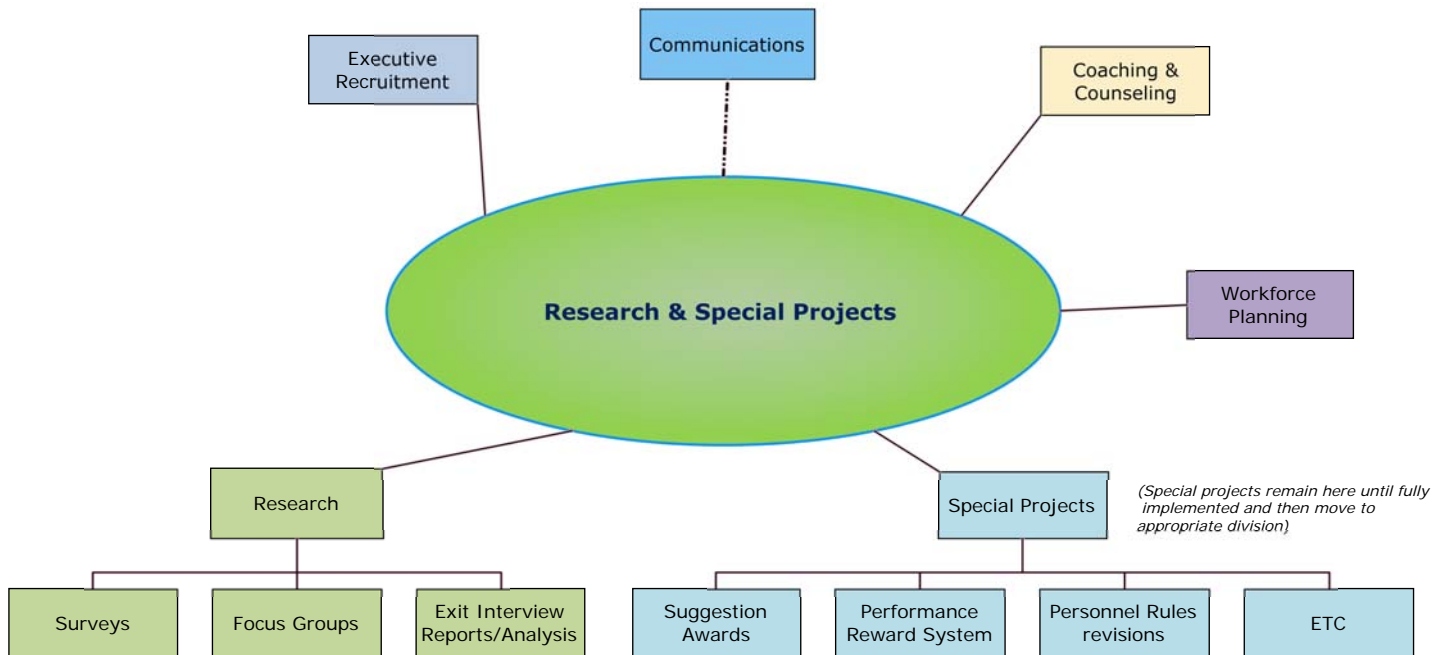 Communications
Executive
Recruitment
Coaching &
Counseling
Research & Special Projects
Workforce
Planning
Research
Special Projects
(Special projects remain here until fully
implemented and then move to
appropriate division)
Surveys
Focus Groups
Exit Interview
Reports/Analysis
Suggestion
Awards
Performance
Reward System
Personnel Rules
revisions
ETC